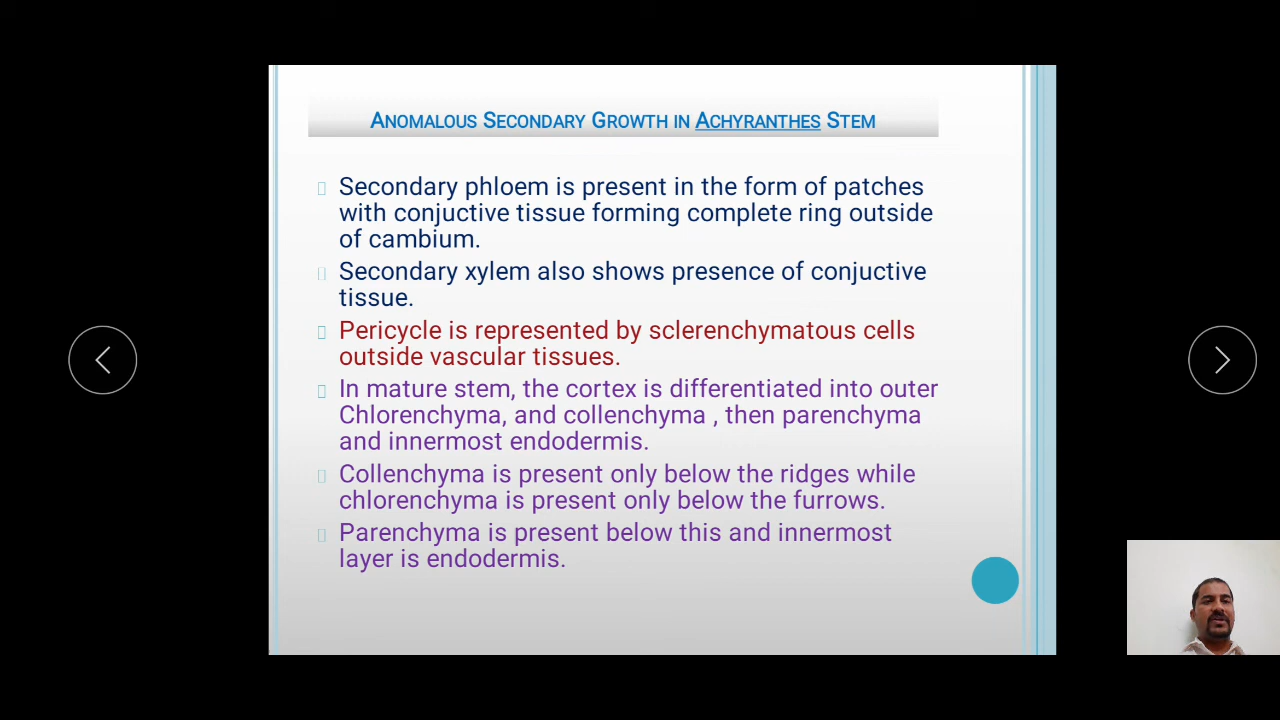 Anomalous Secondary Growth in Achyranthes Stem
Secondary phloem is present in the form of patches
with conjuctive tissue forming complete ring outside
of cambium.
Secondary xylem also shows presence of conjuctive
tissue.
Pericycle is represented by sclerenchymatous cells
outside vascular tissues.
In mature stem, the cortex is differentiated into outer
Chlorenchyma, and collenchyma , then parenchyma
and innermost endodermis.
Collenchyma is present only below the ridges while
chlorenchyma is present only below the furrows.
Parenchyma is present below this and innermost
layer is endodermis.